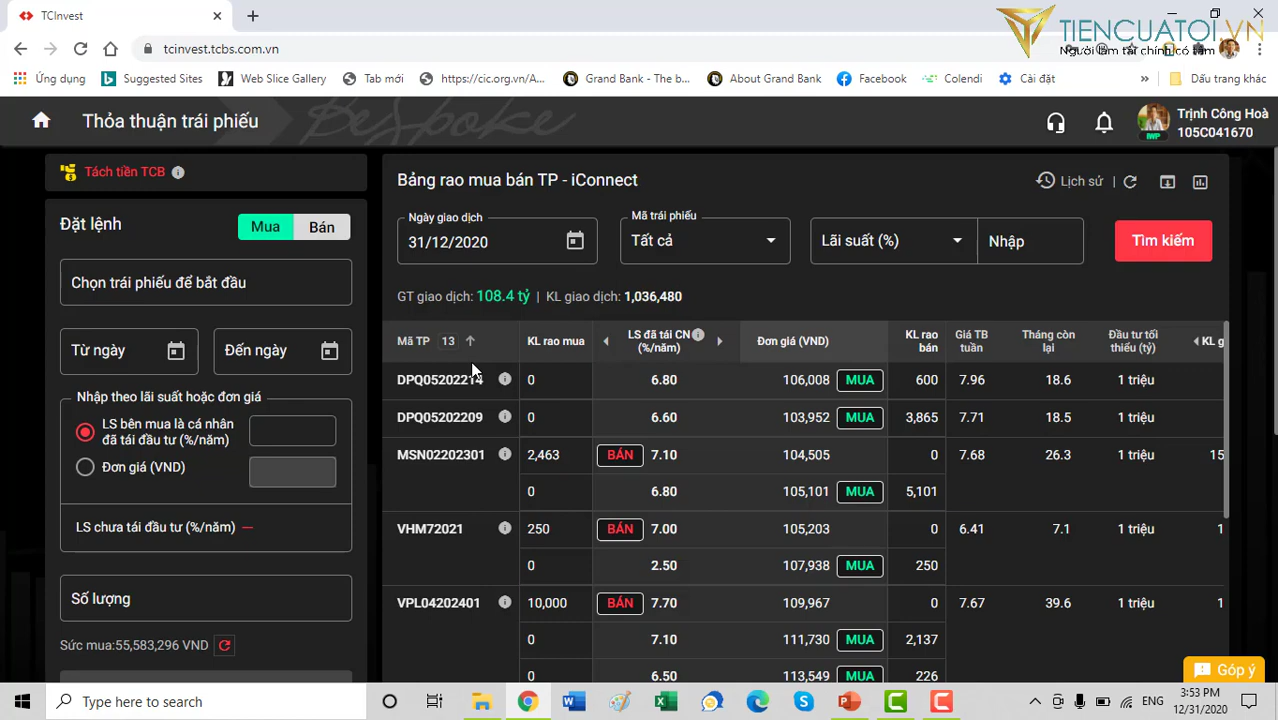 TCInvest
TIENCUATOI.VN
Người làm tài chính có tâm
tcinvest.tcbs.com.vn
Ứng dụng
Suggested Sites
Web Slice Gallery
Tab mới
https://cic.org.vn/A...
Grand Bank - The b...
About Grand Bank
Facebook
Colendi
Cài đặt
»
Dấu trang khác
Thỏa thuận trái phiếu
BESPOKE
IWP
Trịnh Công Hoà
105C041670
Tách tiền TCB
Đặt lệnh
Mua
Bán
Chọn trái phiếu để bắt đầu
Từ ngày
Đến ngày
Nhập theo lãi suất hoặc đơn giá
LS bên mua là cá nhân
đã tái đầu tư (%/năm)
Đơn giá (VND)
LS chưa tái đầu tư (%/năm) —
Số lượng
Sức mua:55,583,296 VND
Bảng rao mua bán TP - iConnect
Lịch sử
Ngày giao dịch
31/12/2020
Mã trái phiếu
Tất cả
Lãi suất (%)
Nhập
Tìm kiếm
GT giao dịch: 108.4 tỷ | KL giao dịch: 1,036,480
Mã TP 13 KL rao mua LS đã tái CN (%/năm) Đơn giá (VND) KL rao bán Giá TB tuần Tháng còn lại Đầu tư tối thiểu (tỷ) KL g
DPQ05202214 0 6.80 106,008 MUA 600 7.96 18.6 1 triệu
DPQ05202209 0 6.60 103,952 MUA 3,865 7.71 18.5 1 triệu
MSN02202301 2,463 BÁN 7.10 104,505 0 7.68 26.3 1 triệu 15
0 6.80 105,101 MUA 5,101
VHM72021 250 BÁN 7.00 105,203 0 6.41 7.1 1 triệu 1
0 2.50 107,938 MUA 250
VPL04202401 10,000 BÁN 7.70 109,967 0 7.67 39.6 1 triệu 1
0 7.10 111,730 MUA 2,137
6.50 113,549 MUA 226
Góp ý
Type here to search
ENG
3:53 PM
12/31/2020